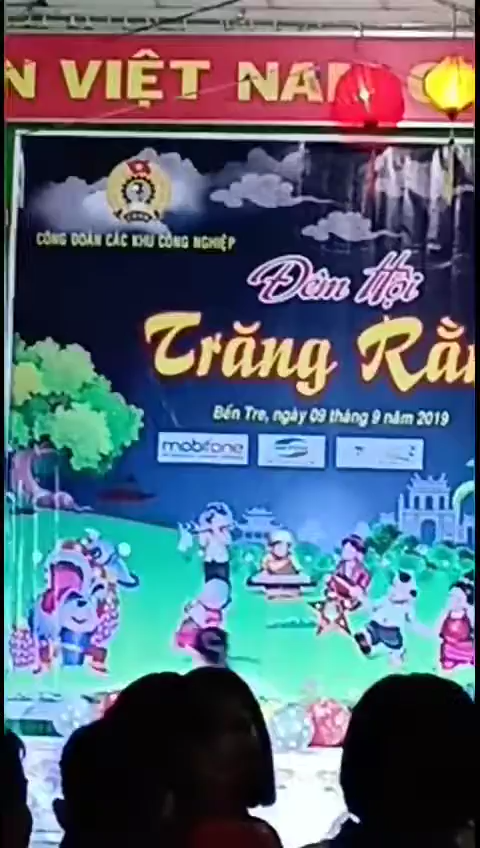 N VIỆT NAM
CÔNG ĐOÀN CÁC KHU CÔNG NGHIỆP
Đêm Hội
Trăng Rằm
Bến Tre, ngày 09 tháng 9 năm 2019
mobifone